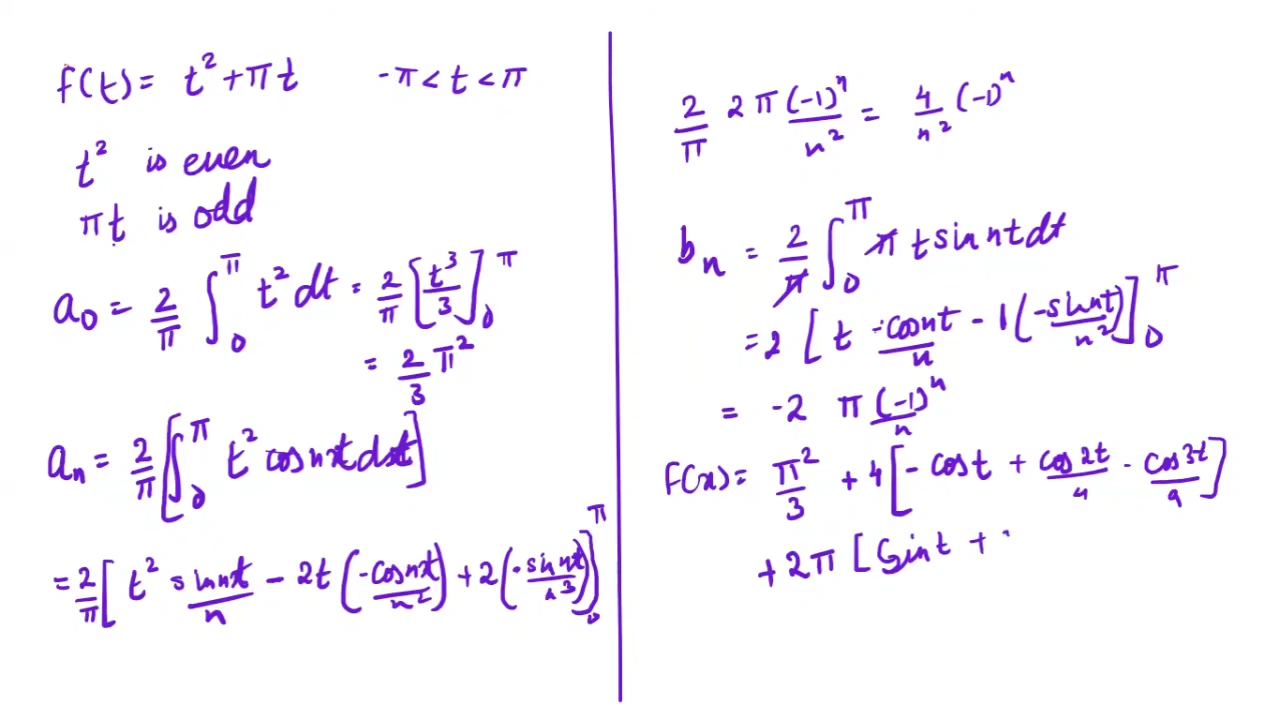 f(t) = t² + πt -π < t < π
t² is even
πt is odd
a₀ = 2/π ∫₀^π t² dt = 2/π [t³/3]₀^π
= 2/3 π²
aₙ = 2/π [∫₀^π t² cos nt dt]
= 2/π [t² sin nt/n - 2t (-cos nt/n²) + 2 (-sin nt/n³)]₀^π
2/π 2π (-1)ⁿ/n² = 4/n² (-1)ⁿ
bₙ = 2/π ∫₀^π π t sin nt dt
= 2 [t -cos nt/n - 1 (-sin nt/n²)]₀^π
= -2 π (-1)ⁿ/n
F(x) = π²/3 + 4 [-cos t + cos 2t/4 - cos 3t/9]
+ 2π [sin t +